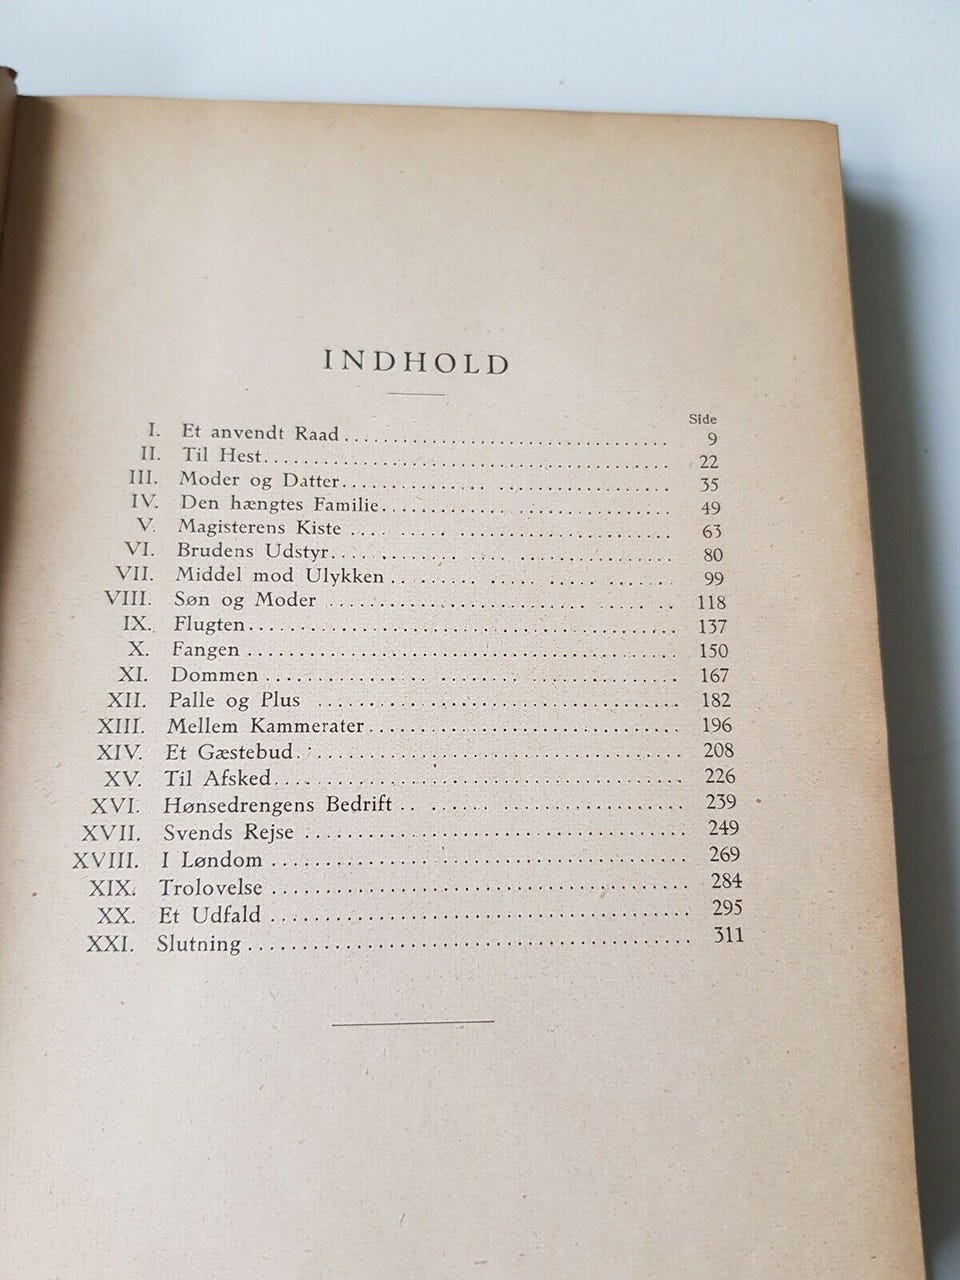 INDHOLD
Side
I. Et anvendt Raad 9
II. Til Hest 22
III. Moder og Datter 35
IV. Den hængtes Familie 49
V. Magisterens Kiste 63
VI. Brudens Udstyr 80
VII. Middel mod Ulykken 99
VIII. Søn og Moder 118
IX. Flugten 137
X. Fangen 150
XI. Dommen 167
XII. Palle og Plus 182
XIII. Mellem Kammerater 196
XIV. Et Gæstebud 208
XV. Til Afsked 226
XVI. Hønsedrengens Bedrift 239
XVII. Svends Rejse 249
XVIII. I Løndom 269
XIX. Trolovelse 284
XX. Et Udfald 295
XXI. Slutning 311